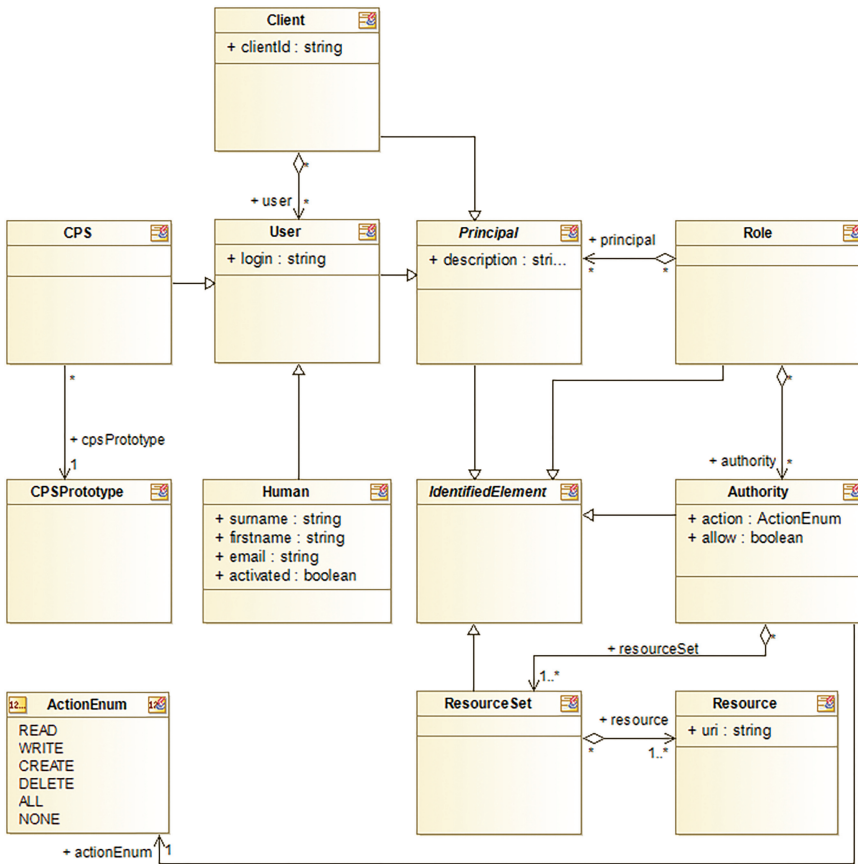 Client
+ clientId : string
*
+ user
*
CPS
User
+ login : string
Principal
+ description : stri...
+ principal
*
*
Role
*
+ cpsPrototype
1
*
+ authority
*
CPSPrototype
Human
+ surname : string
+ firstname : string
+ email : string
+ activated : boolean
IdentifiedElement
Authority
+ action : ActionEnum
+ allow : boolean
*
+ resourceSet
1..*
12...
ActionEnum
12
READ
WRITE
CREATE
DELETE
ALL
NONE
ResourceSet
+ resource
*
1..*
Resource
+ uri : string
+ actionEnum
1